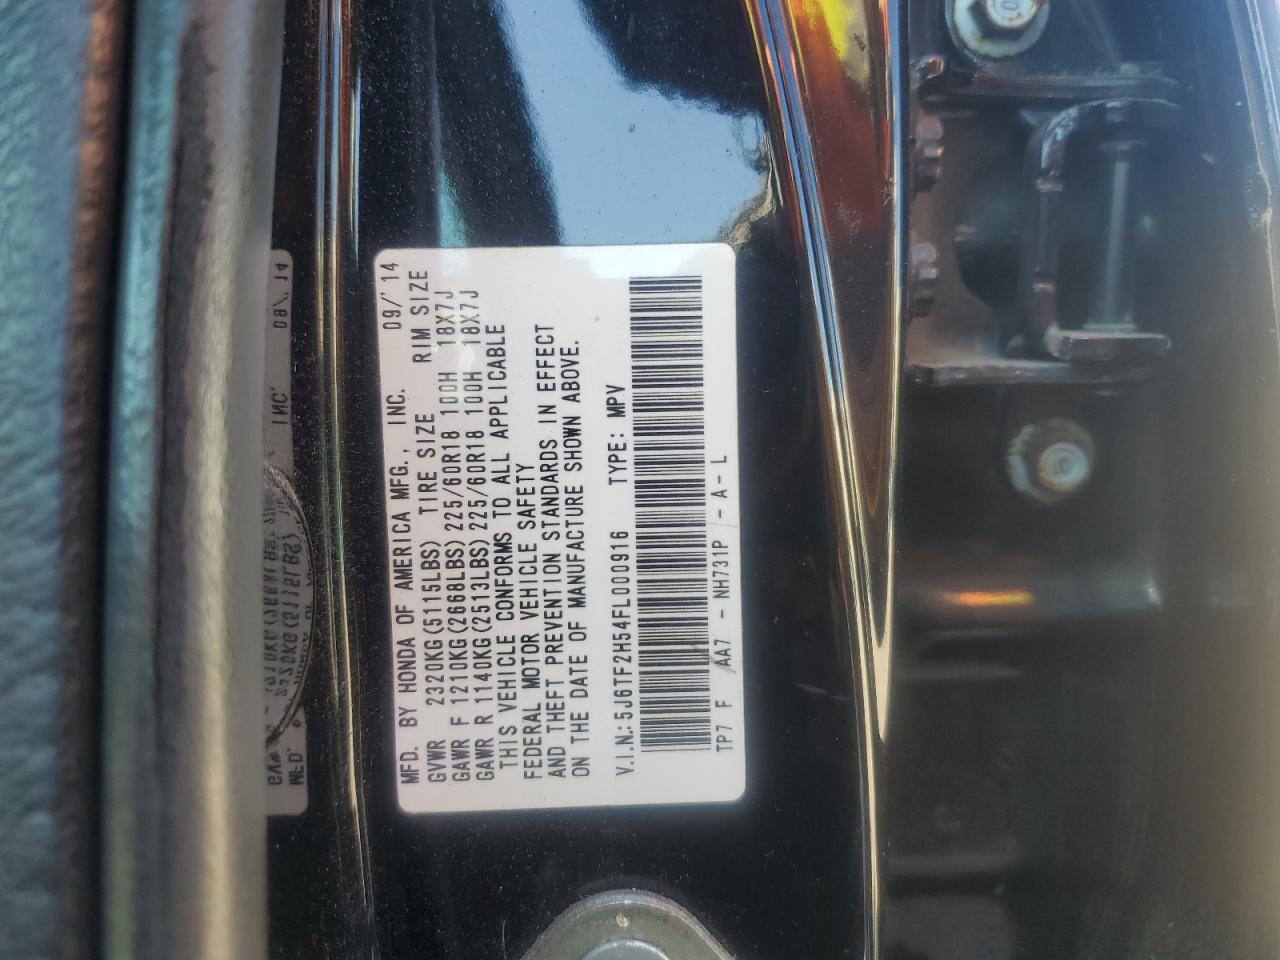 MFD. BY HONDA OF AMERICA MFG., INC. 09/'14
GVWR 2320KG(5115LBS) TIRE SIZE RIM SIZE
GAWR F 1210KG(2668LBS) 225/60R18 100H 18X7J
GAWR R 1140KG(2513LBS) 225/60R18 100H 18X7J
THIS VEHICLE CONFORMS TO ALL APPLICABLE
FEDERAL MOTOR VEHICLE SAFETY
AND THEFT PREVENTION STANDARDS IN EFFECT
ON THE DATE OF MANUFACTURE SHOWN ABOVE.
V.I.N.: 5J6TF2H54FL000916 TYPE: MPV
TP7 F AA7 - NH731P - A - L